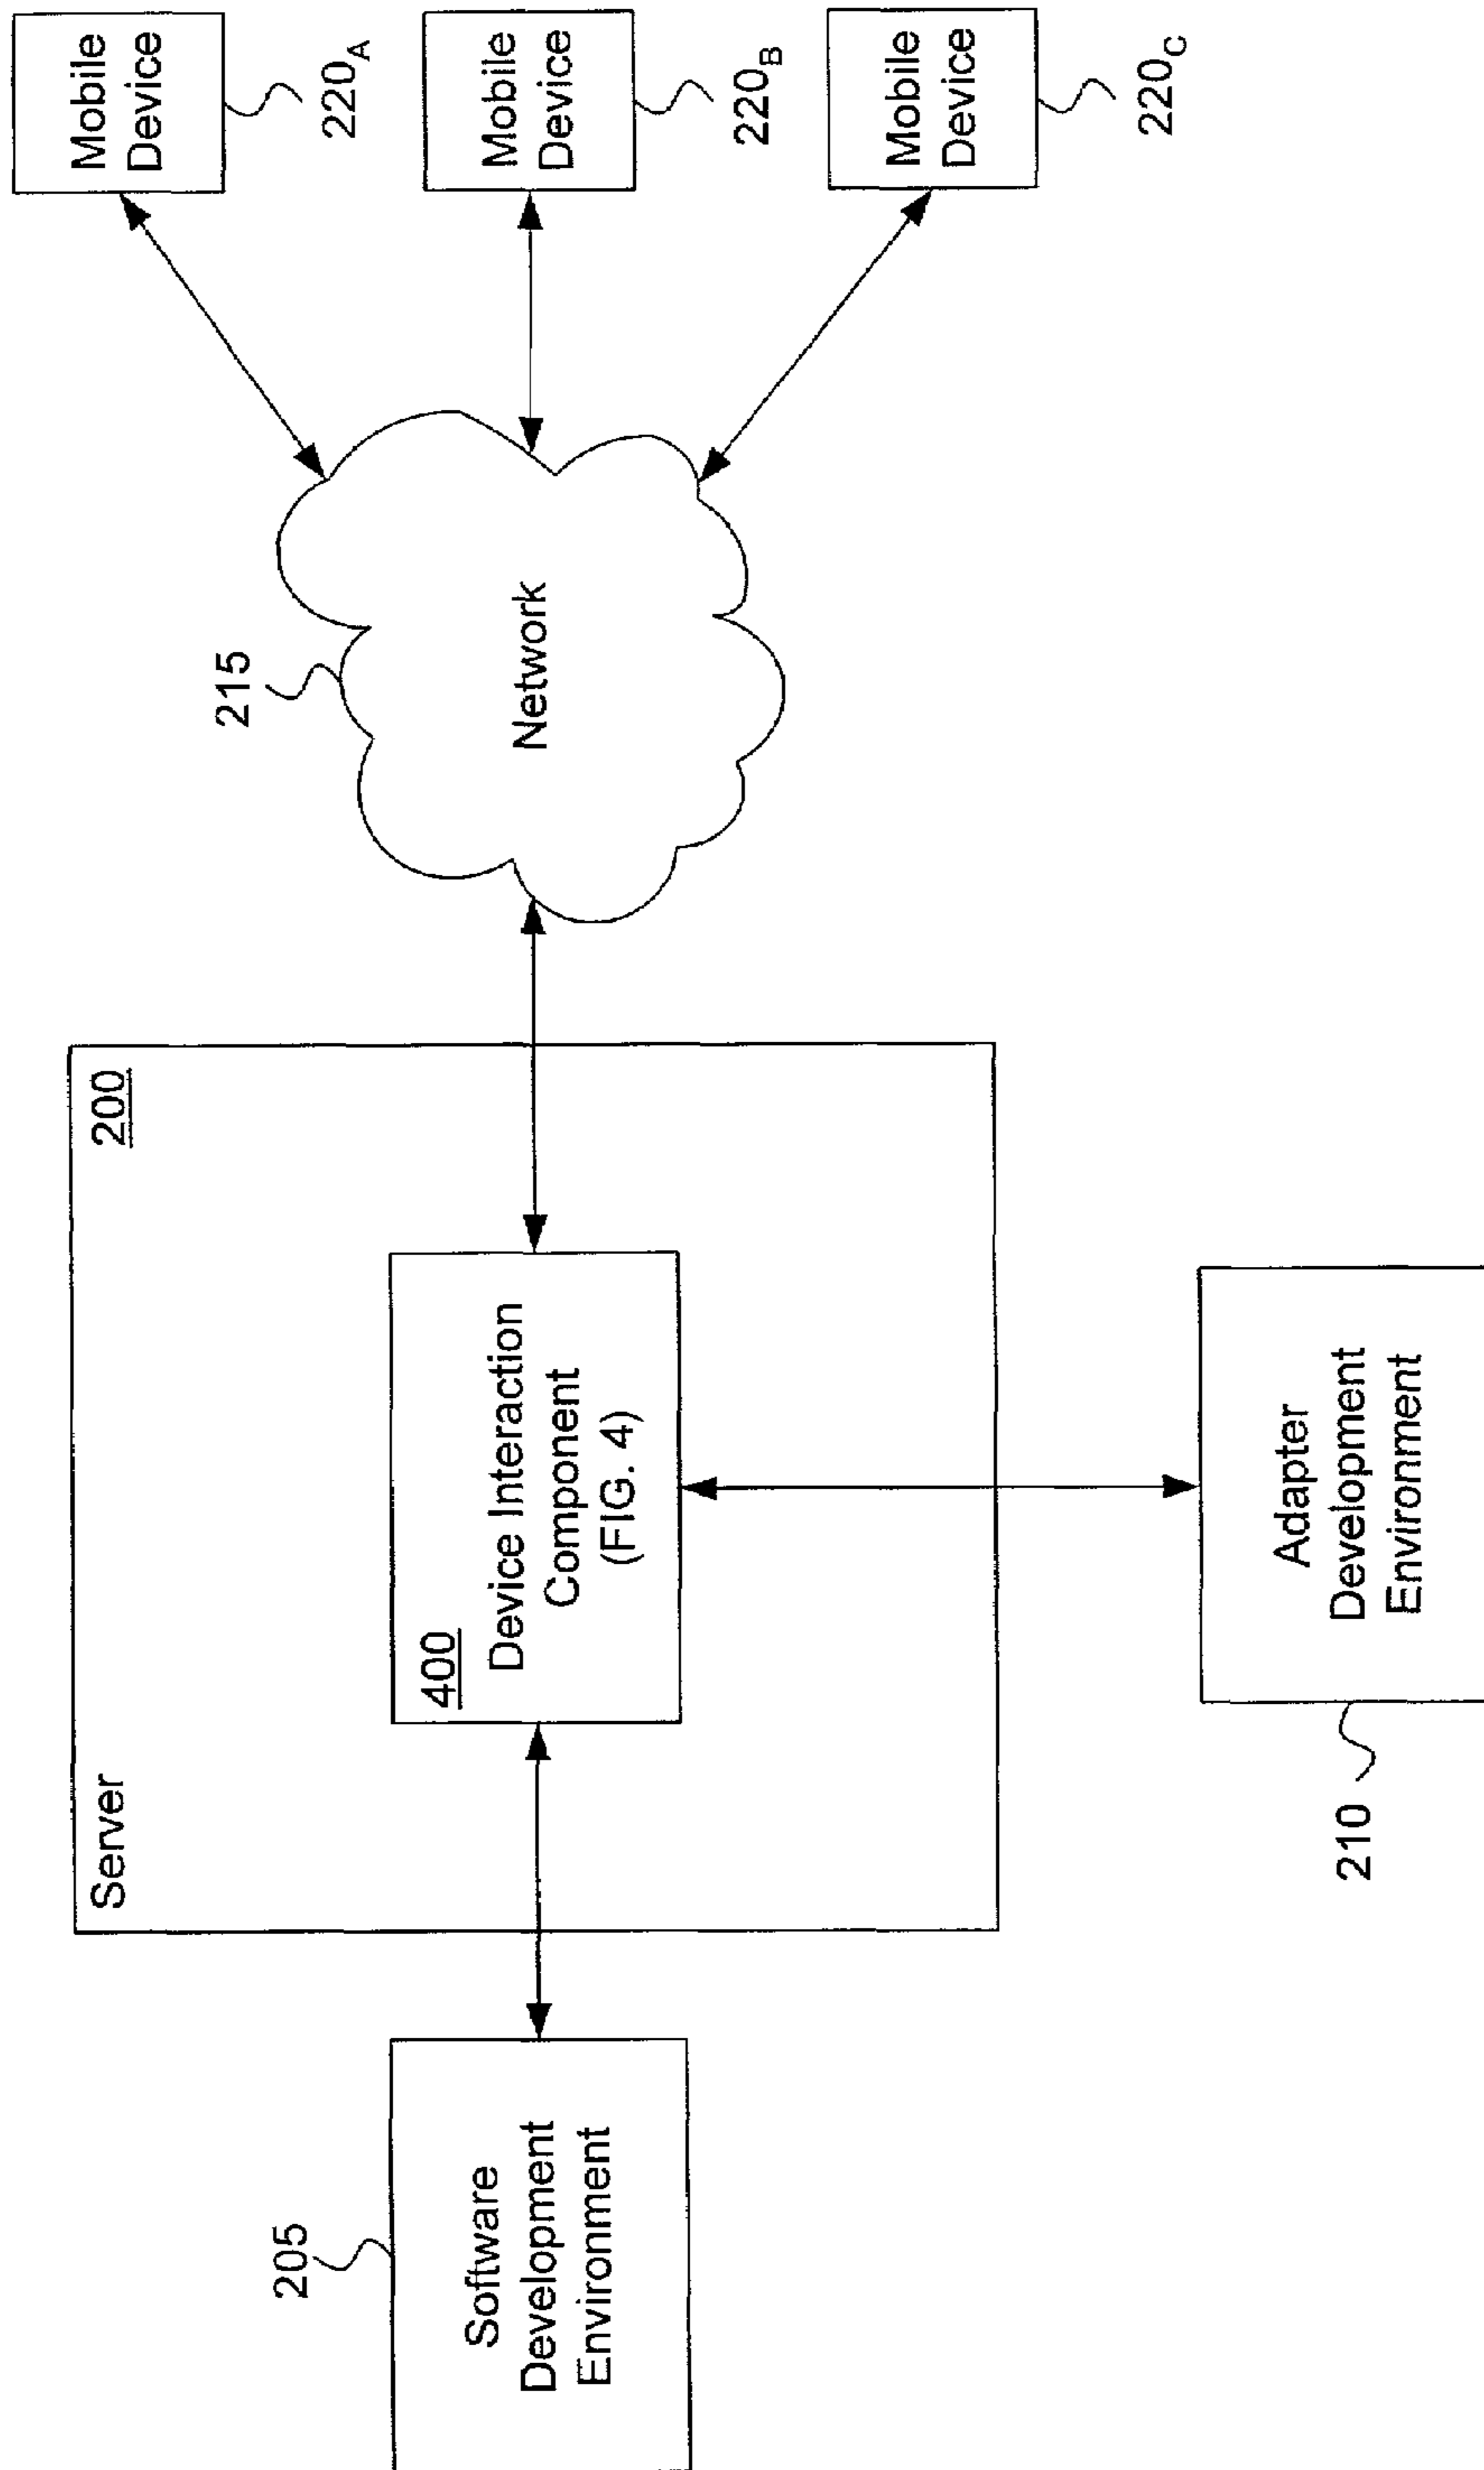 Server
200
400
Device Interaction
Component
(FIG. 4)
205
Software
Development
Environment
210
Adapter
Development
Environment
215
Network
Mobile
Device
220A
Mobile
Device
220B
Mobile
Device
220C